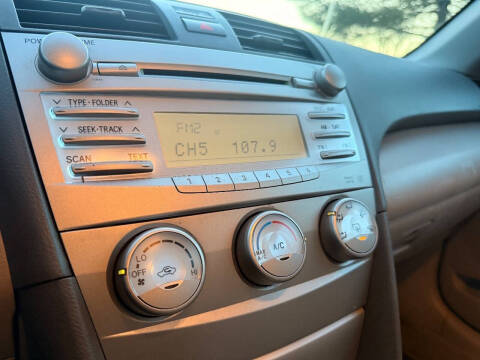 POWER
TYPE·FOLDER
SEEK·TRACK
SCAN TEXT
FM2
CH5 107.9
1 2 3 4 5
LO HI
OFF
A/C
MAX A/C